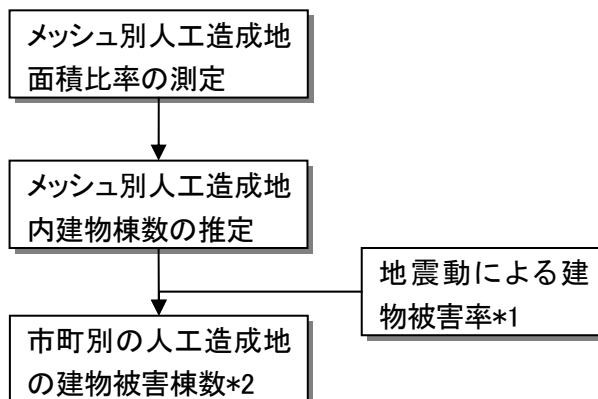 メッシュ別人工造成地
面積比率の測定
メッシュ別人工造成地
内建物棟数の推定
地震動による建
物被害率*1
市町別の人工造成地
の建物被害棟数*2